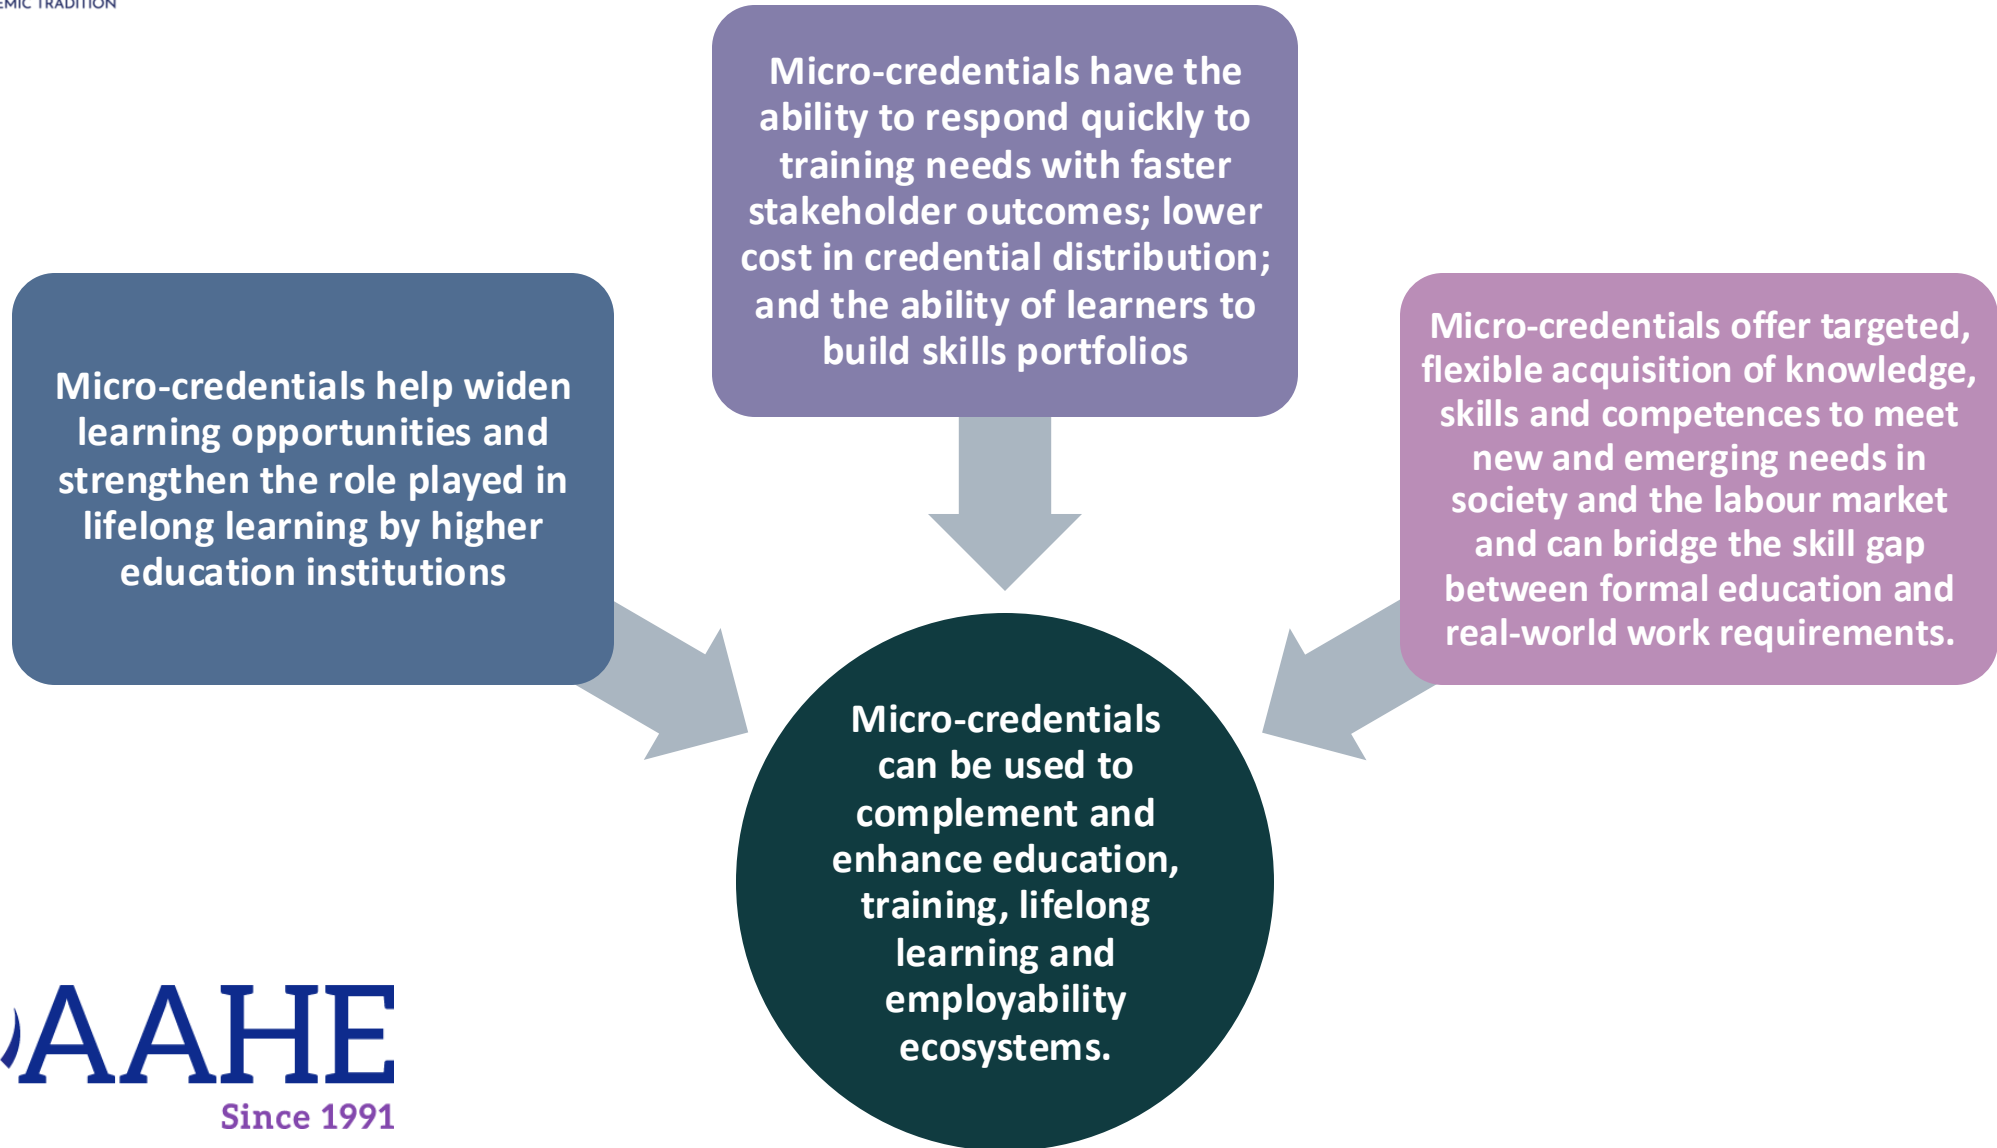 TRADITION
Micro-credentials have the
ability to respond quickly to
training needs with faster
stakeholder outcomes; lower
cost in credential distribution;
and the ability of learners to
build skills portfolios
Micro-credentials help widen
learning opportunities and
strengthen the role played in
lifelong learning by higher
education institutions
Micro-credentials offer targeted,
flexible acquisition of knowledge,
skills and competences to meet
new and emerging needs in
society and the labour market
and can bridge the skill gap
between formal education and
real-world work requirements.
Micro-credentials
can be used to
complement and
enhance education,
training, lifelong
learning and
employability
ecosystems.
AAHE
Since 1991